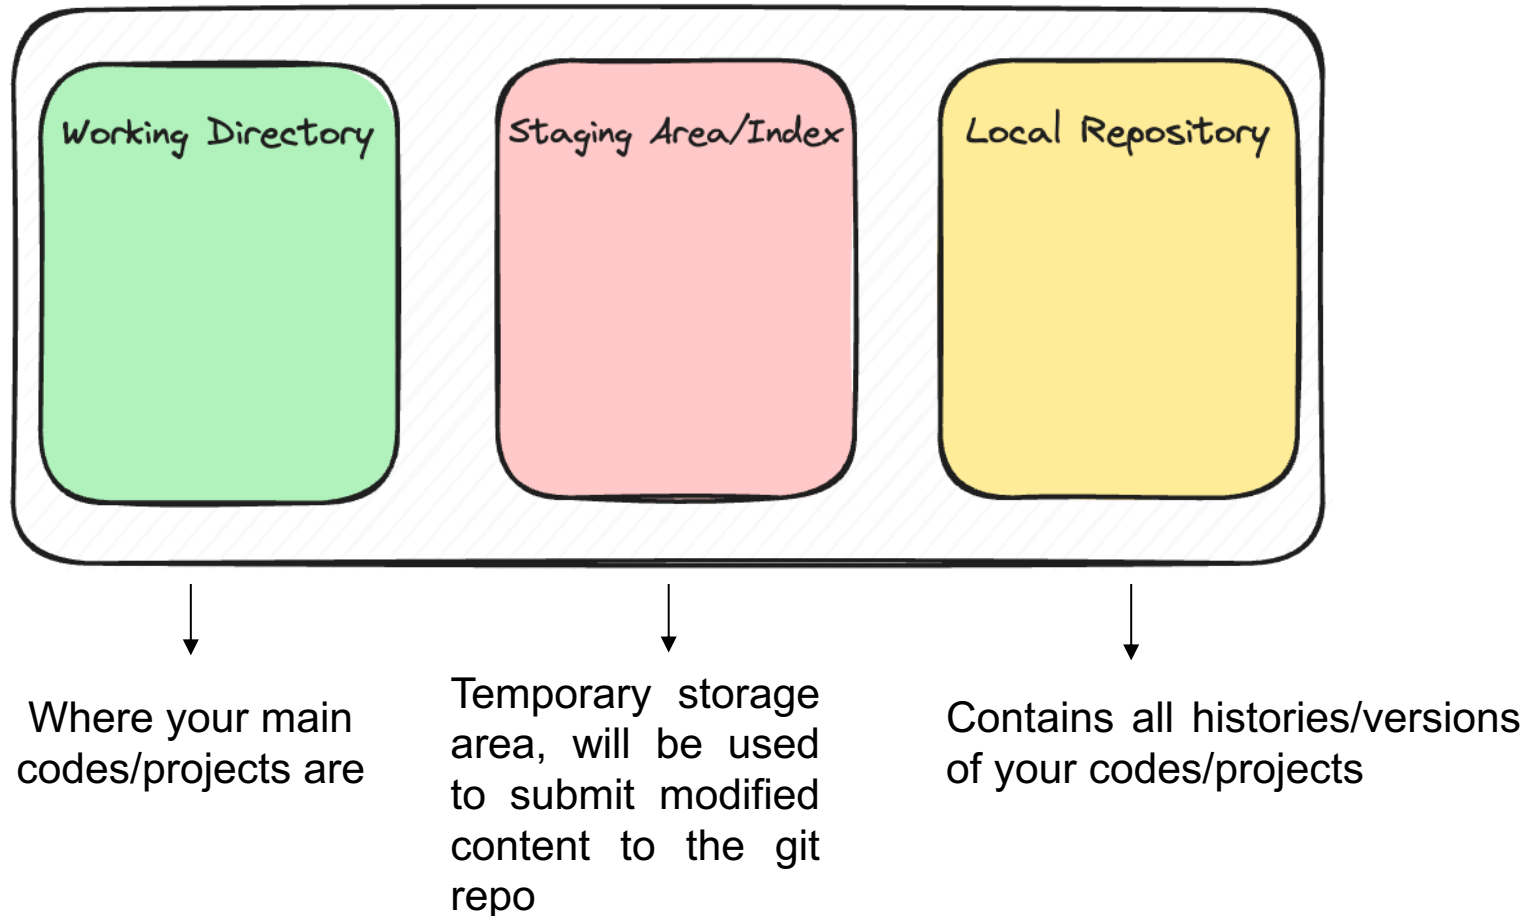 Working Directory
Staging Area/Index
Local Repository
Where your main
codes/projects are
Temporary storage
area, will be used
to submit modified
content to the git
repo
Contains all histories/versions
of your codes/projects